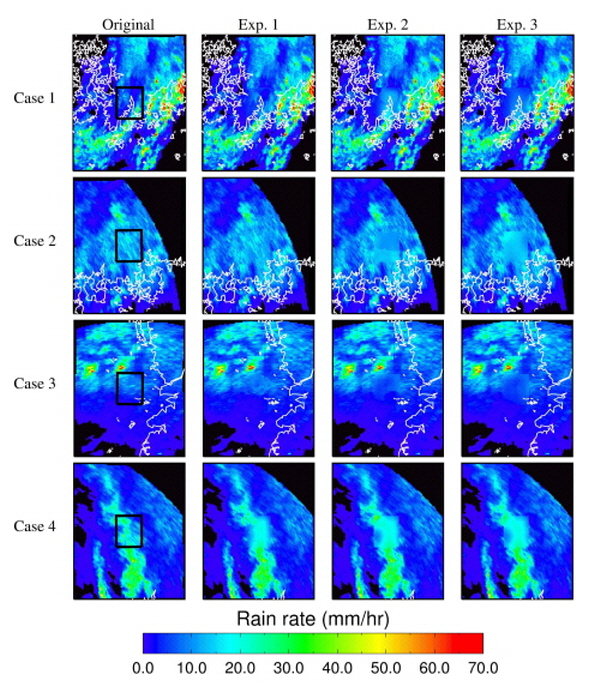 Original Exp. 1 Exp. 2 Exp. 3
Case 1
Case 2
Case 3
Case 4
Rain rate (mm/hr)
0.0 10.0 20.0 30.0 40.0 50.0 60.0 70.0